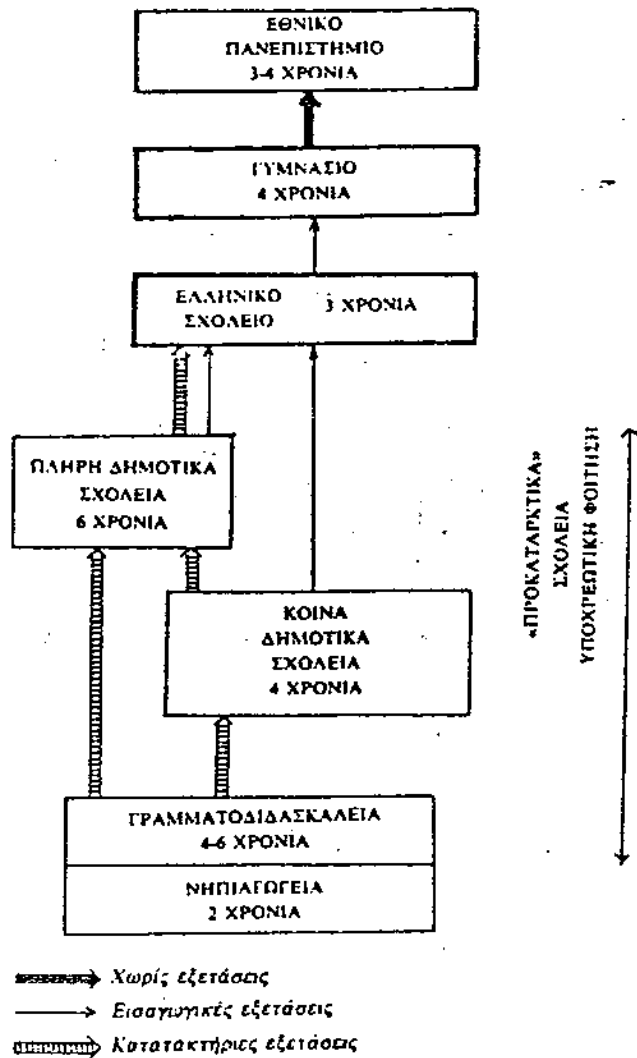 ΕΘΝΙΚΟ
ΠΑΝΕΠΙΣΤΗΜΙΟ
3-4 ΧΡΟΝΙΑ
ΓΥΜΝΑΣΙΟ
4 ΧΡΟΝΙΑ
ΕΛΛΗΝΙΚΟ 3 ΧΡΟΝΙΑ
ΣΧΟΛΕΙΟ
ΠΛΗΡΗ ΔΗΜΟΤΙΚΑ
ΣΧΟΛΕΙΑ
6 ΧΡΟΝΙΑ
ΚΟΙΝΑ
ΔΗΜΟΤΙΚΑ
ΣΧΟΛΕΙΑ
4 ΧΡΟΝΙΑ
ΓΡΑΜΜΑΤΟΔΙΔΑΣΚΑΛΕΙΑ
4-6 ΧΡΟΝΙΑ
ΝΗΠΙΑΓΩΓΕΙΑ
2 ΧΡΟΝΙΑ
«ΠΡΟΚΑΤΑΡΚΤΙΚΑ»
ΣΧΟΛΕΙΑ
ΥΠΟΧΡΕΩΤΙΚΗ ΦΟΙΤΗΣΗ
Χωρίς εξετάσεις
Εισαγωγικές εξετάσεις
Κατατακτήριες εξετάσεις